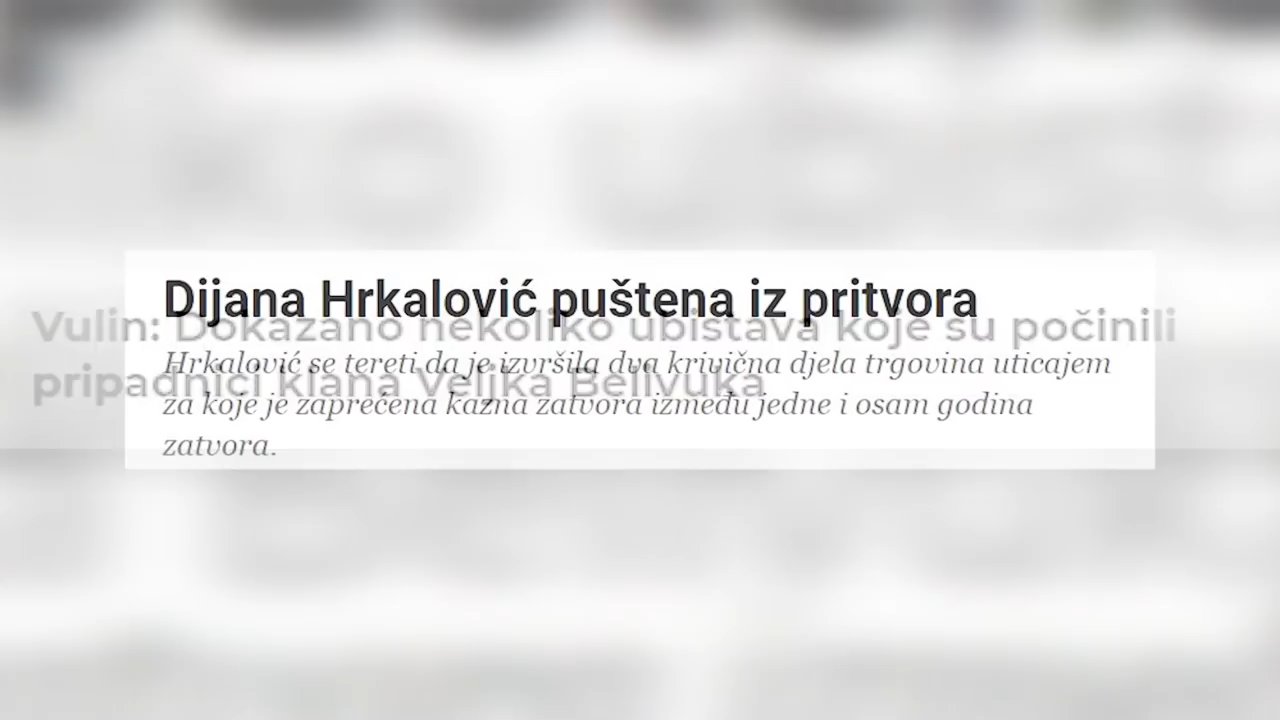 Dijana Hrkalović puštena iz pritvora
Vulin: Dokazano nekoliko ubistava koje su počinili
Hrkalović se tereti da je izvršila dva krivična djela trgovina uticajem
pripadnici klana Veljka Belivuka
za koje je zaprećena kazna zatvora između jedne i osam godina
zatvora.